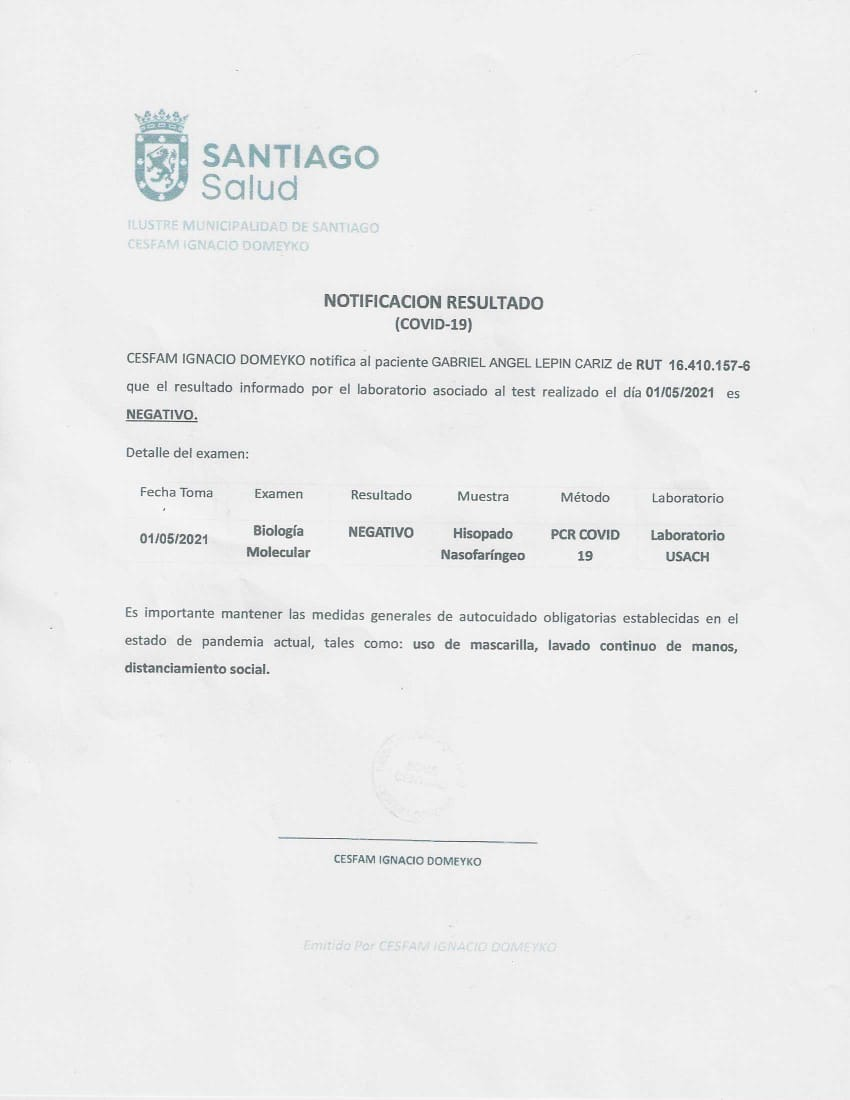 SANTIAGO
Salud
ILUSTRE MUNICIPALIDAD DE SANTIAGO
CESFAM IGNACIO DOMEYKO
NOTIFICACION RESULTADO
(COVID-19)
CESFAM IGNACIO DOMEYKO notifica al paciente GABRIEL ANGEL LEPIN CARIZ de RUT 16.410.157-6
que el resultado informado por el laboratorio asociado al test realizado el día 01/05/2021 es
NEGATIVO.
Detalle del examen:
Fecha Toma Examen Resultado Muestra Método Laboratorio
01/05/2021 Biología Molecular NEGATIVO Hisopado Nasofaríngeo PCR COVID 19 Laboratorio USACH
Es importante mantener las medidas generales de autocuidado obligatorias establecidas en el
estado de pandemia actual, tales como: uso de mascarilla, lavado continuo de manos,
distanciamiento social.
CESFAM IGNACIO DOMEYKO
Emitido Por CESFAM IGNACIO DOMEYKO